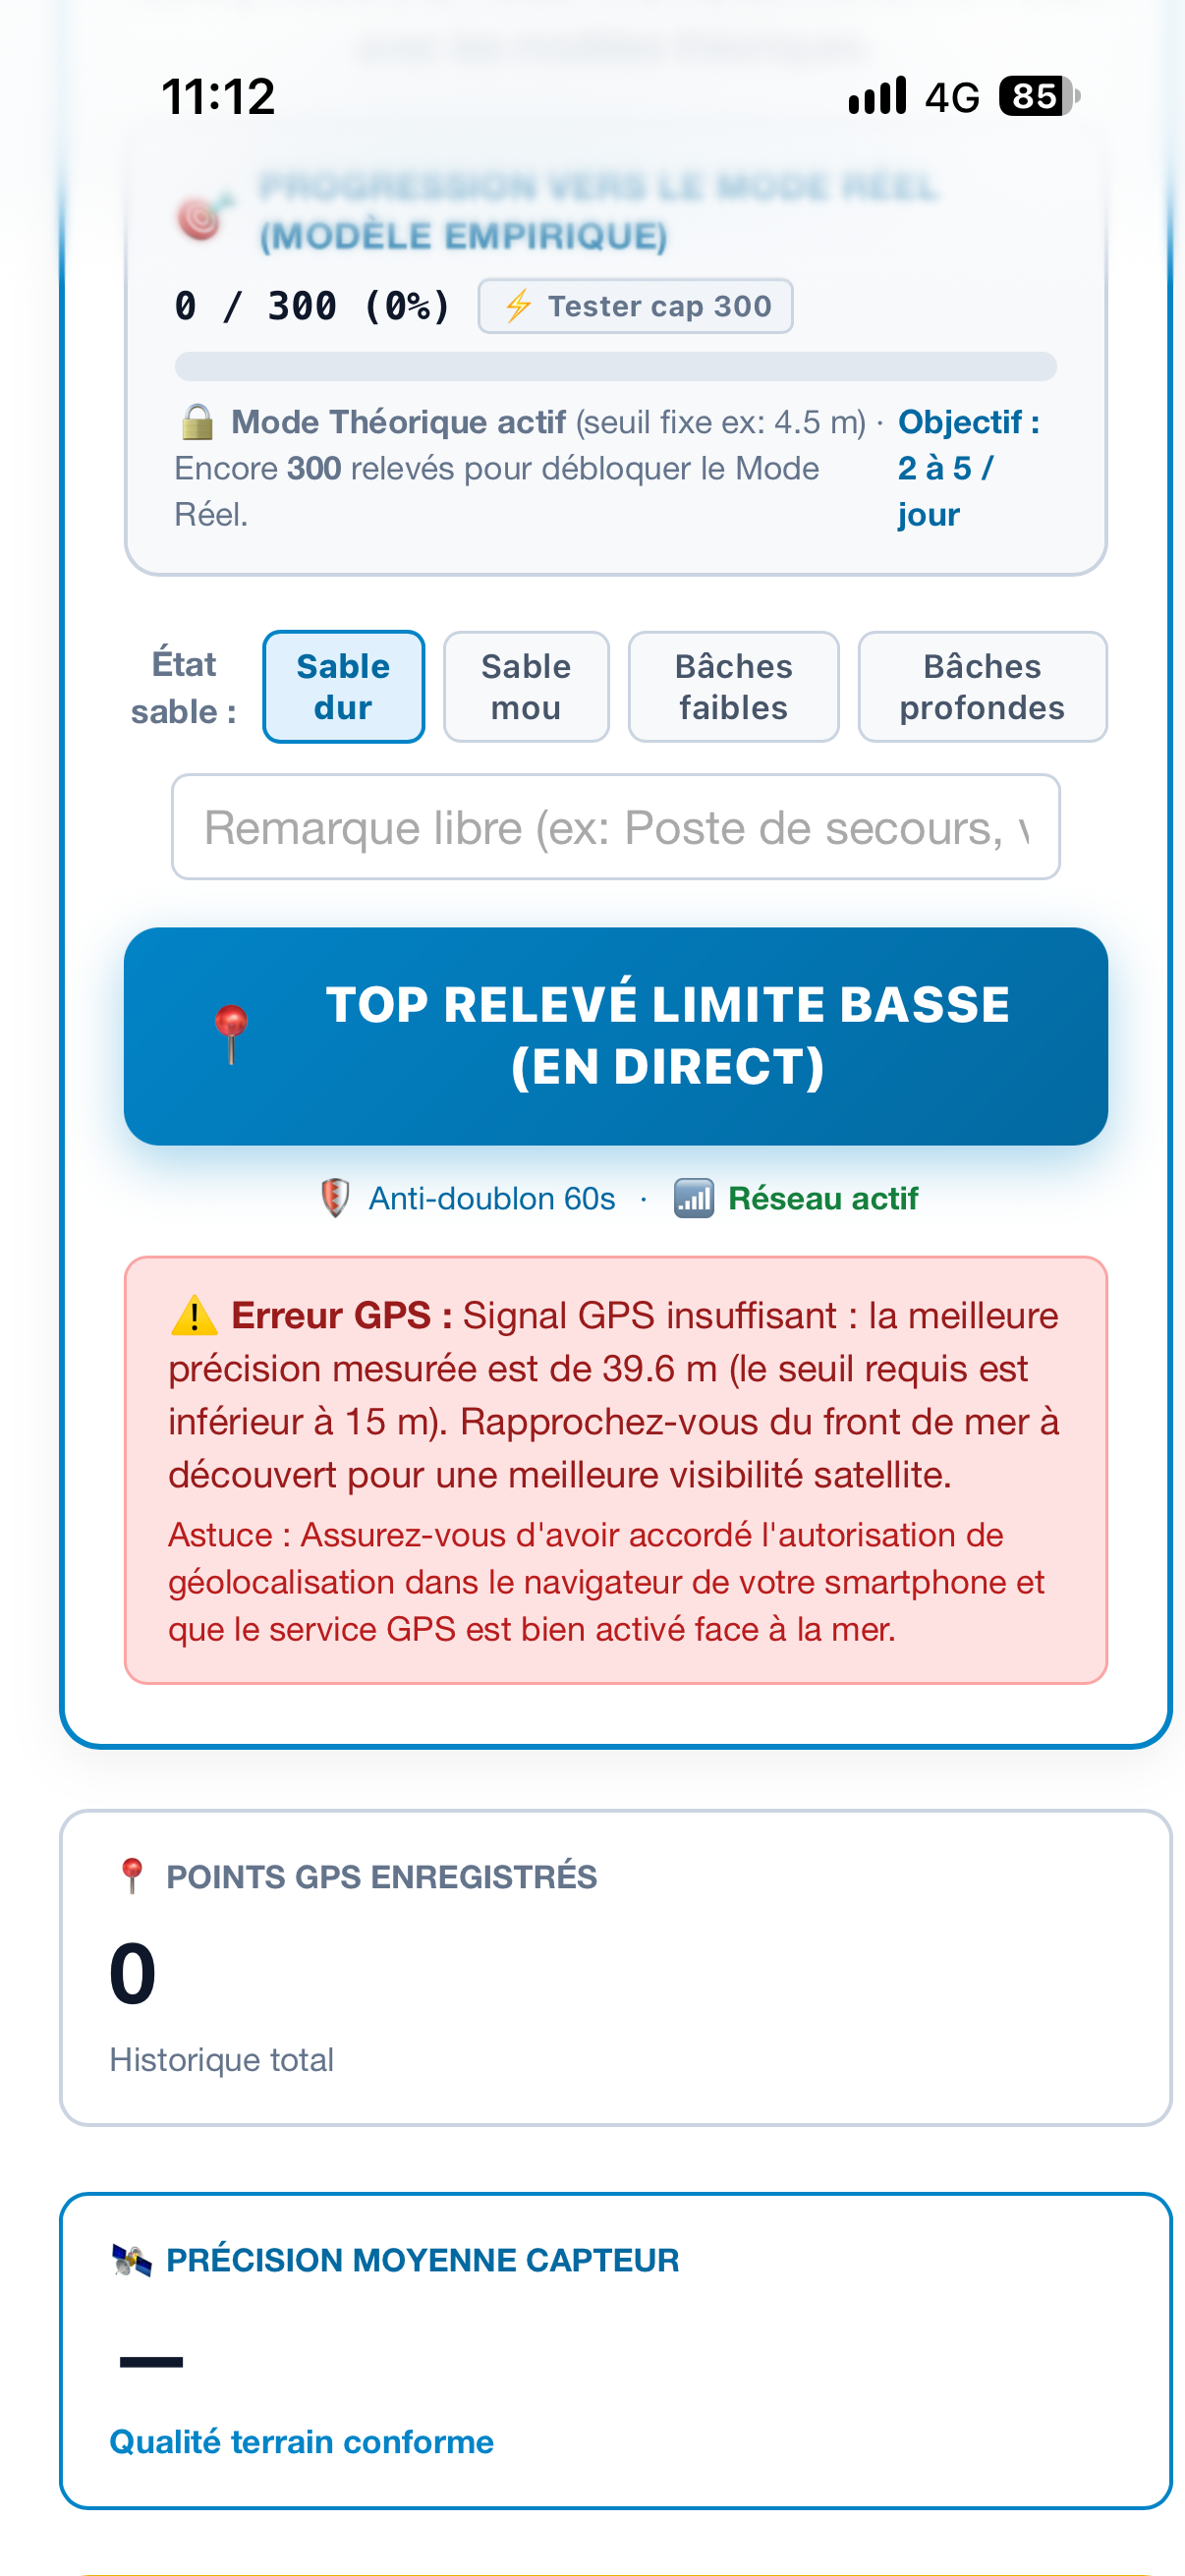 11:12
4G
85
PROGRESSION VERS LE MODE RÉEL
(MODÈLE EMPIRIQUE)
0 / 300 (0%)
Tester cap 300
Mode Théorique actif (seuil fixe ex: 4.5 m) ·
Encore 300 relevés pour débloquer le Mode
Réel.
Objectif :
2 à 5 /
jour
État
sable :
Sable
dur
Sable
mou
Bâches
faibles
Bâches
profondes
Remarque libre (ex: Poste de secours,
TOP RELEVÉ LIMITE BASSE
(EN DIRECT)
Anti-doublon 60s · Réseau actif
Erreur GPS : Signal GPS insuffisant : la meilleure
précision mesurée est de 39.6 m (le seuil requis est
inférieur à 15 m). Rapprochez-vous du front de mer à
découvert pour une meilleure visibilité satellite.
Astuce : Assurez-vous d'avoir accordé l'autorisation de
géolocalisation dans le navigateur de votre smartphone et
que le service GPS est bien activé face à la mer.
POINTS GPS ENREGISTRÉS
0
Historique total
PRÉCISION MOYENNE CAPTEUR
—
Qualité terrain conforme